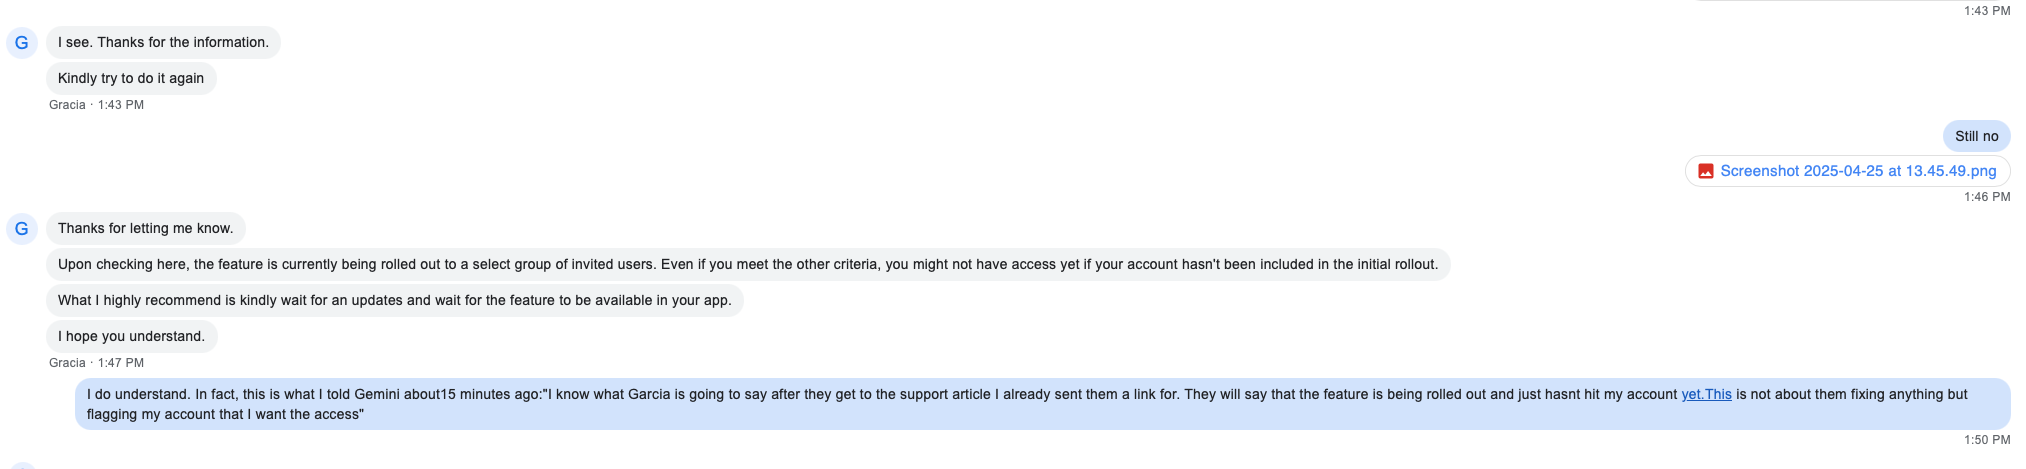 1:43 PM
G
I see. Thanks for the information.
Kindly try to do it again
Gracia · 1:43 PM
Still no
Screenshot 2025-04-25 at 13.45.49.png
1:46 PM
G
Thanks for letting me know.
Upon checking here, the feature is currently being rolled out to a select group of invited users. Even if you meet the other criteria, you might not have access yet if your account hasn't been included in the initial rollout.
What I highly recommend is kindly wait for an updates and wait for the feature to be available in your app.
I hope you understand.
Gracia · 1:47 PM
I do understand. In fact, this is what I told Gemini about15 minutes ago:"I know what Garcia is going to say after they get to the support article I already sent them a link for. They will say that the feature is being rolled out and just hasnt hit my account yet.This is not about them fixing anything but
flagging my account that I want the access"
1:50 PM